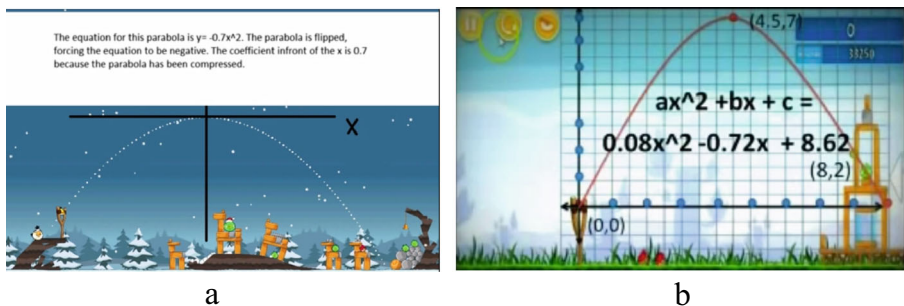 The equation for this parabola is y= -0.7x^2. The parabola is flipped,
forcing the equation to be negative. The coefficient infront of the x is 0.7
because the parabola has been compressed.
X
(4,5,7)
0
33250
ax^2 +bx + c =
0.08x^2 -0.72x + 8.62
(8,2)
(0,0)
a
b